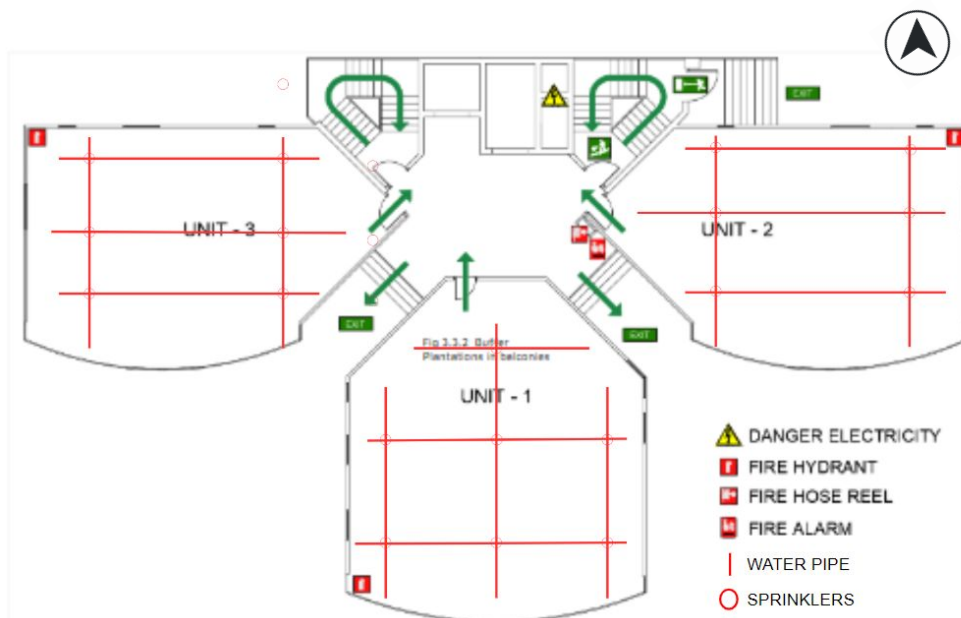 EXIT
UNIT - 3
UNIT - 2
EXIT
EXIT
Fig 3.3.2 Buffer
Plantations in balconies
UNIT - 1
DANGER ELECTRICITY
FIRE HYDRANT
FIRE HOSE REEL
FIRE ALARM
WATER PIPE
SPRINKLERS